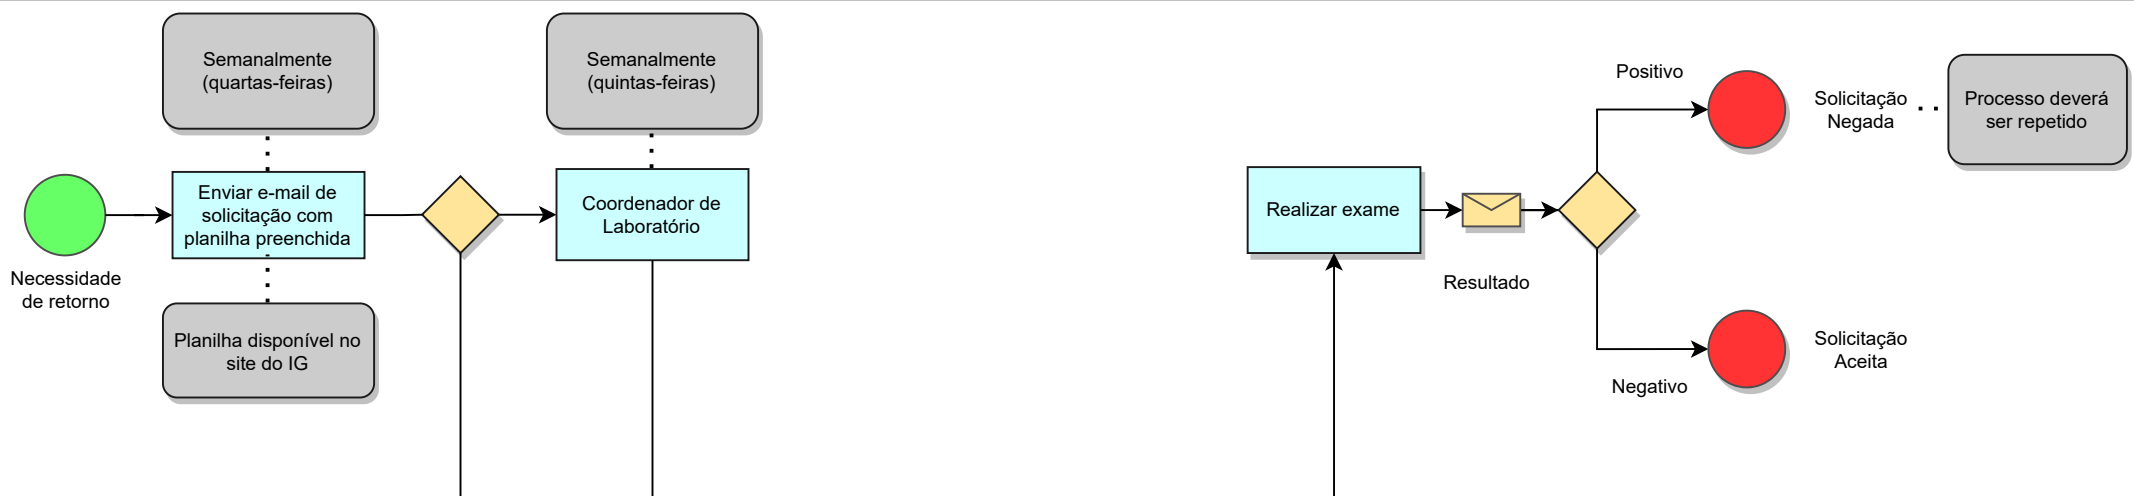 Semanalmente
(quartas-feiras)
Semanalmente
(quintas-feiras)
Necessidade
de retorno
Enviar e-mail de
solicitação com
planilha preenchida
Planilha disponível no
site do IG
Coordenador de
Laboratório
Realizar exame
Resultado
Positivo
Solicitação
Negada
Processo deverá
ser repetido
Negativo
Solicitação
Aceita